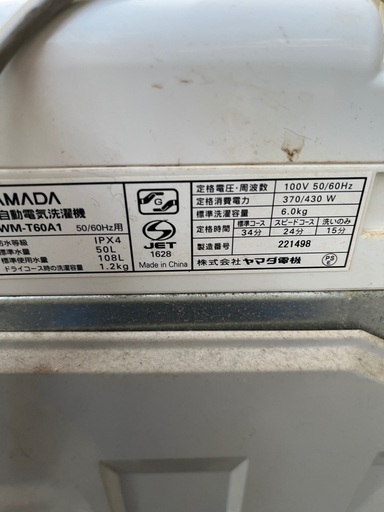 AMADA
自動電気洗濯機
WM-T60A1 50/60Hz用
防水等級 IPX4
標準水量 50L
標準使用水量 108L
ドライコース時の洗濯容量 1.2kg
G
S
JET
1628
Made in China
定格電圧・周波数 100V 50/60Hz
定格消費電力 370/430 W
標準洗濯容量 6.0kg
定格時間 標準コース スピードコース 洗いのみ
34分 24分 15分
製造番号 221498
株式会社 ヤマダ電機
PS
E